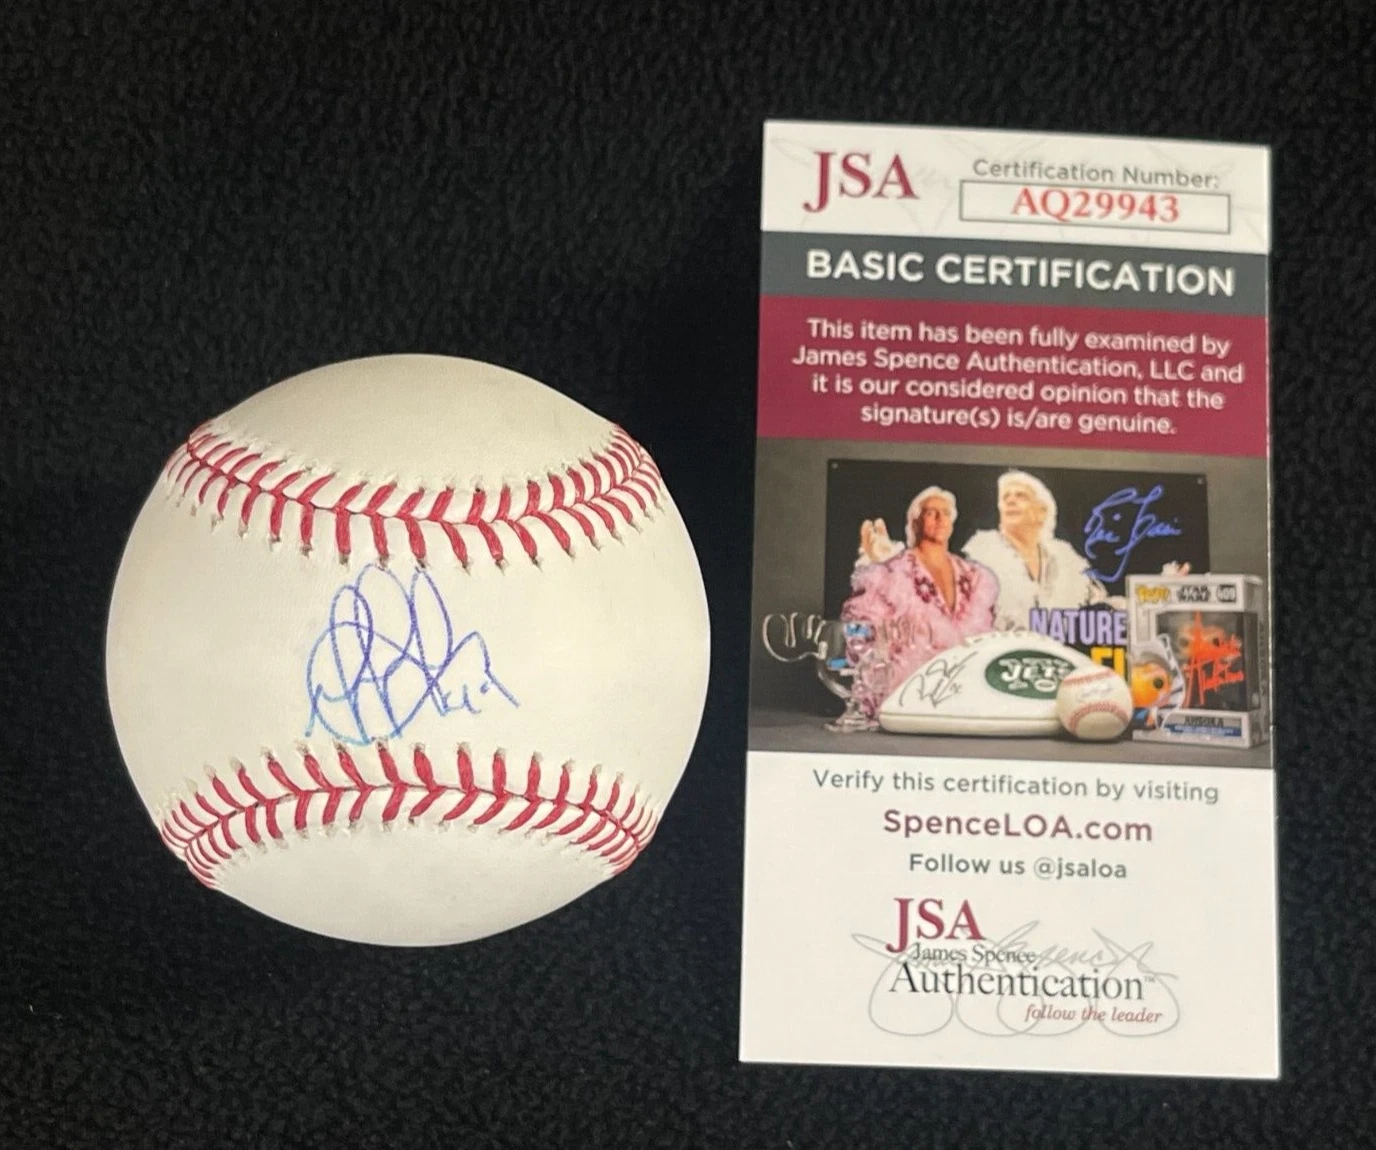 JSA
Certification Number:
AQ29943
BASIC CERTIFICATION
This item has been fully examined by
James Spence Authentication, LLC and
it is our considered opinion that the
signature(s) is/are genuine.
NATURE
JETS
Verify this certification by visiting
SpenceLOA.com
Follow us @jsaloa
JSA
James Spence
Authentication™
follow the leader